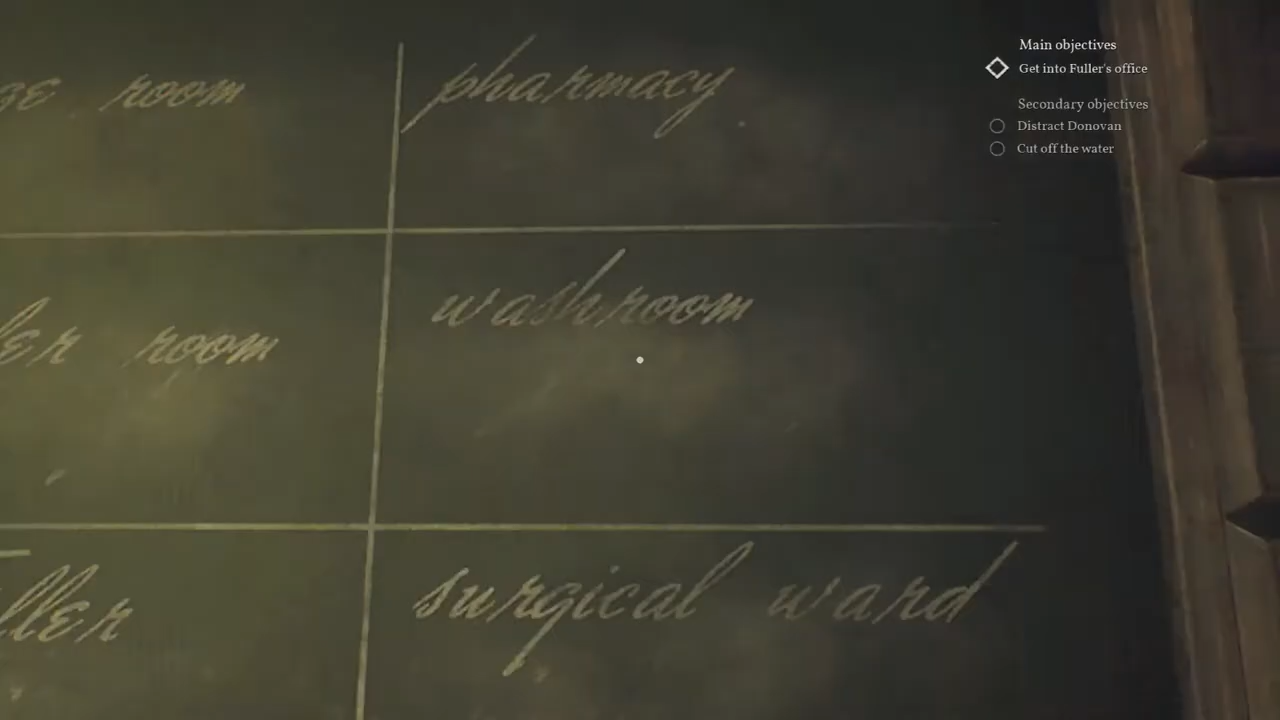 Main objectives
Get into Fuller's office
Secondary objectives
Distract Donovan
Cut off the water
room pharmacy
room washroom
surgical ward